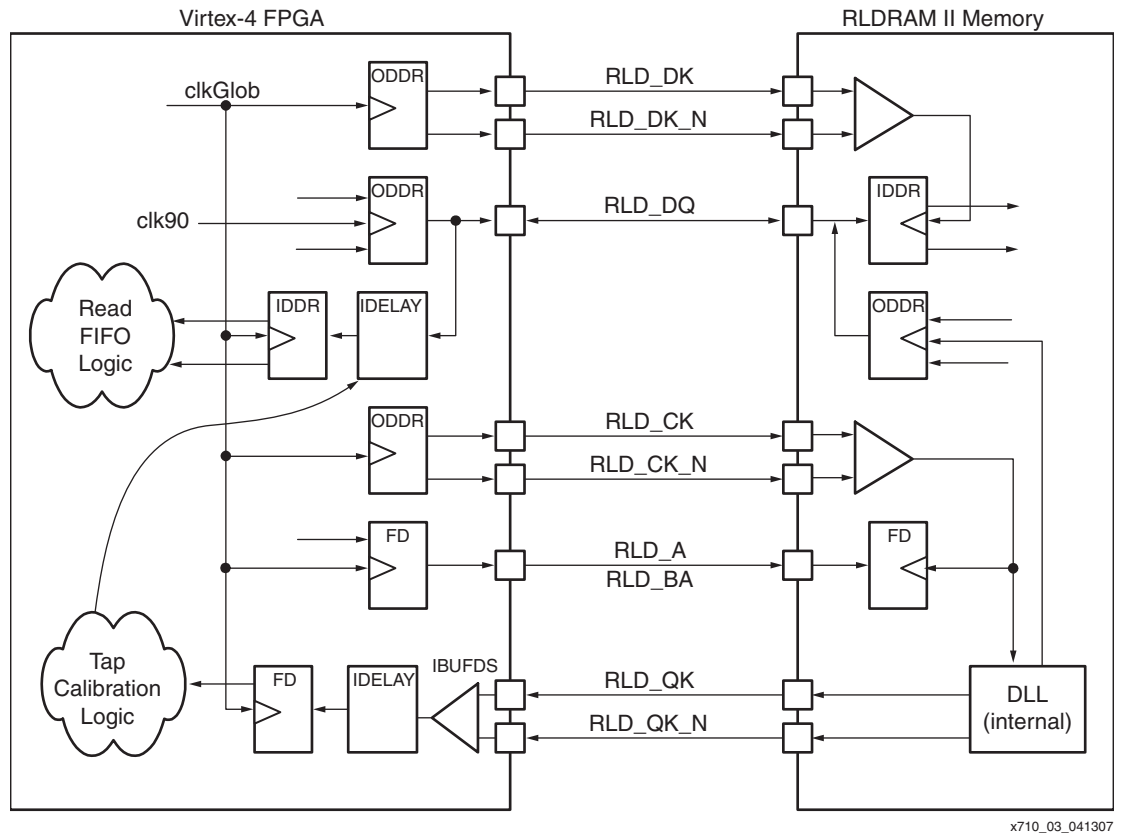 Virtex-4 FPGA
RLDRAM II Memory
clkGlob
ODDR
RLD_DK
RLD_DK_N
clk90
ODDR
RLD_DQ
IDDR
Read
FIFO
Logic
IDDR
IDELAY
ODDR
ODDR
RLD_CK
RLD_CK_N
FD
RLD_A
RLD_BA
FD
Tap
Calibration
Logic
FD
IDELAY
IBUFDS
RLD_QK
RLD_QK_N
DLL
(internal)
x710_03_041307